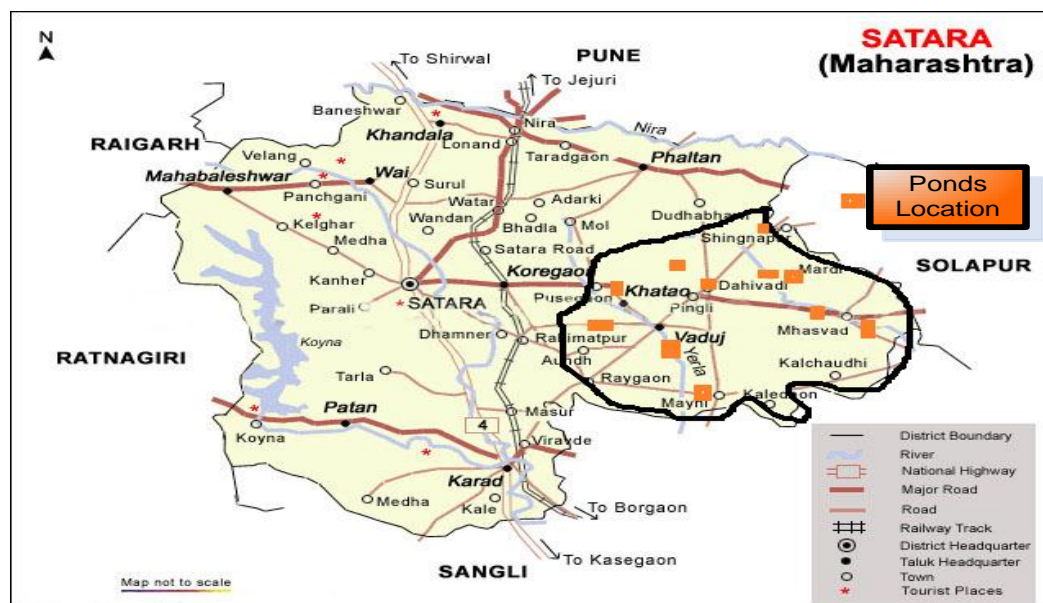 N
SATARA
(Maharashtra)
PUNE
To Shirwal
To Jejuri
Baneshwar
Khandala
Nira
Nira
RAIGARH
Lonand
Taradgaon
Velang
Wai
Phaltan
Mahabaleshwar
Panchgani
Surul
Adarki
Ponds
Location
Watar
Wandan
Bhadla
Mol
Dudhabhavi
Kelghar
Medha
Satara Road
Shingnapur
Kanher
Koregaon
Mardi
SOLAPUR
SATARA
Pusegaon
Khatao
Dahivadi
Parali
Pingli
Koyna
Dhamner
Rahimatpur
Vaduj
Mhasvad
RATNAGIRI
Aundh
Yerla
Tarla
Raygaon
Kalchaudhi
Patan
Masur
Mayni
Kaledhon
Koyna
4
Viravde
Karad
Medha
Kale
To Borgaon
To Kasegaon
SANGLI
Map not to scale
District Boundary
River
National Highway
Major Road
Road
Railway Track
District Headquarter
Taluk Headquarter
Town
Tourist Places